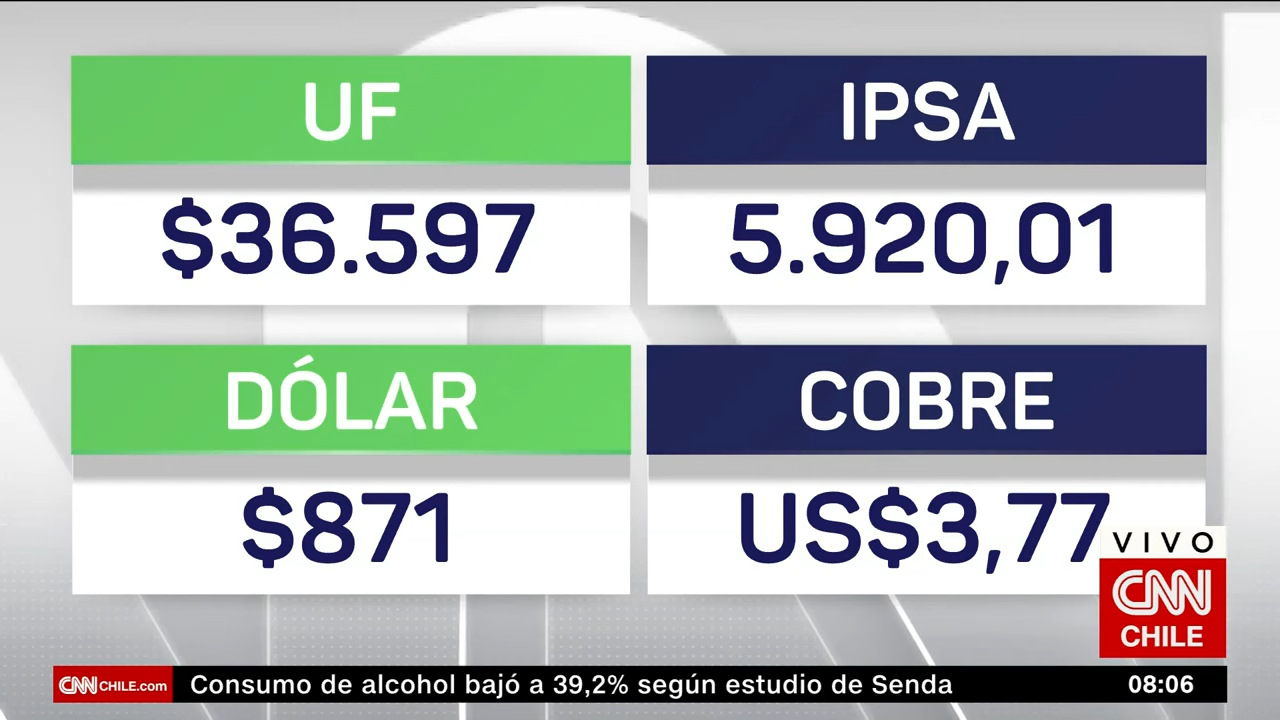 UF
$36.597
IPSA
5.920,01
DÓLAR
$871
COBRE
US$3,77
VIVO
CNN
CHILE
CNNCHILE.com
Consumo de alcohol bajó a 39,2% según estudio de Senda
08:06